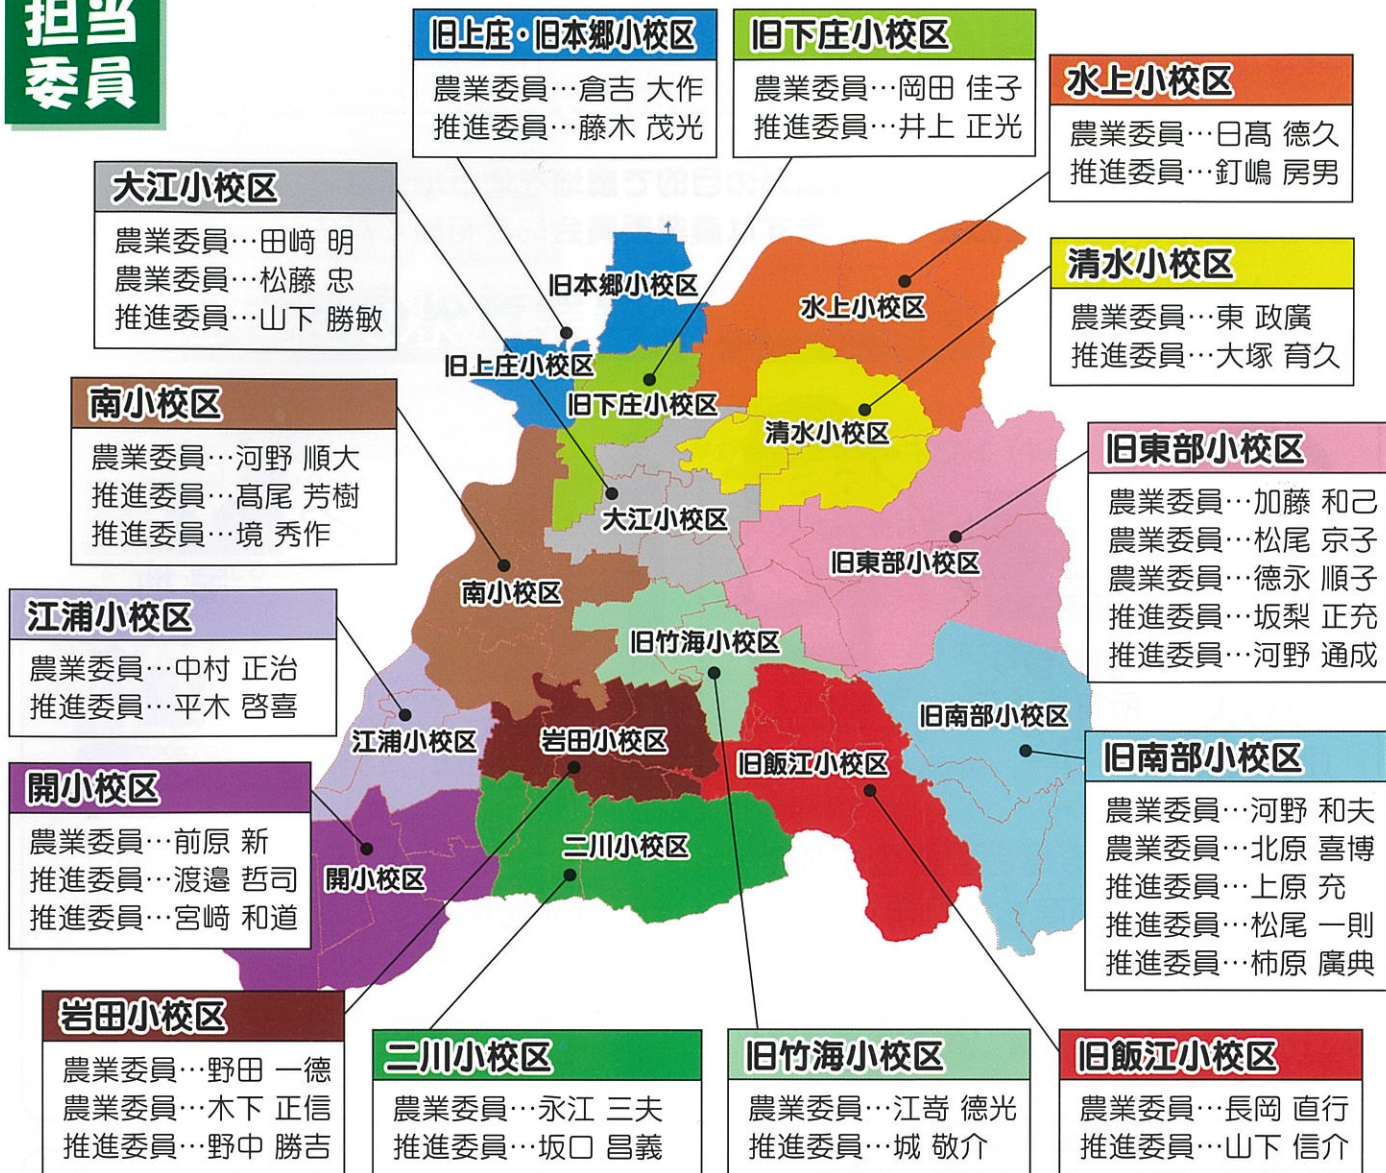 担当
委員
旧上庄・旧本郷小校区
農業委員…倉吉 大作
推進委員…藤木 茂光
旧下庄小校区
農業委員…岡田 佳子
推進委員…井上 正光
水上小校区
農業委員…日髙 德久
推進委員…釘嶋 房男
大江小校区
農業委員…田﨑 明
農業委員…松藤 忠
推進委員…山下 勝敏
清水小校区
農業委員…東 政廣
推進委員…大塚 育久
南小校区
農業委員…河野 順大
推進委員…髙尾 芳樹
推進委員…境 秀作
旧東部小校区
農業委員…加藤 和己
農業委員…松尾 京子
農業委員…德永 順子
推進委員…坂梨 正充
推進委員…河野 通成
江浦小校区
農業委員…中村 正治
推進委員…平木 啓喜
開小校区
農業委員…前原 新
推進委員…渡邉 哲司
推進委員…宮﨑 和道
旧南部小校区
農業委員…河野 和夫
農業委員…北原 喜博
推進委員…上原 充
推進委員…松尾 一則
推進委員…柿原 廣典
岩田小校区
農業委員…野田 一德
農業委員…木下 正信
推進委員…野中 勝吉
二川小校区
農業委員…永江 三夫
推進委員…坂口 昌義
旧竹海小校区
農業委員…江嵜 德光
推進委員…城 敬介
旧飯江小校区
農業委員…長岡 直行
推進委員…山下 信介
旧本郷小校区
水上小校区
旧上庄小校区
旧下庄小校区
清水小校区
大江小校区
旧東部小校区
南小校区
旧竹海小校区
旧南部小校区
江浦小校区
岩田小校区
旧飯江小校区
二川小校区
開小校区